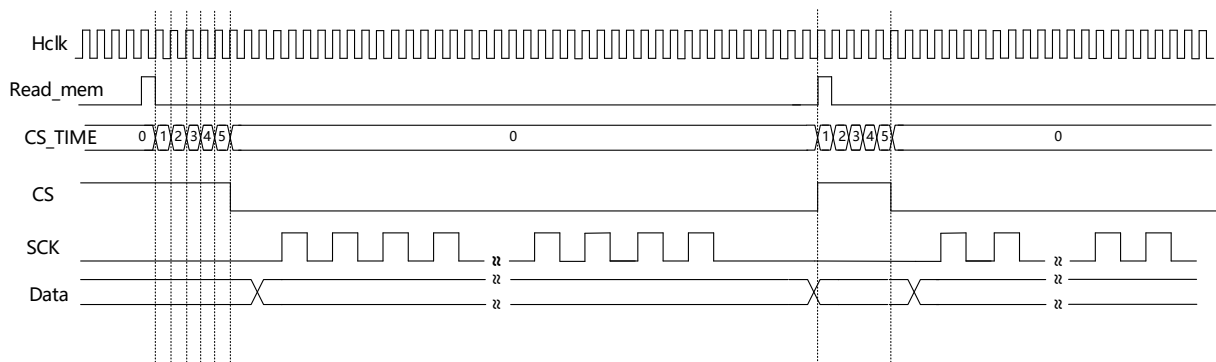 Hclk
Read_mem
CS_TIME 0 1 2 3 4 5 0 1 2 3 4 5 0
CS
SCK ≈ ≈
Data ≈ ≈